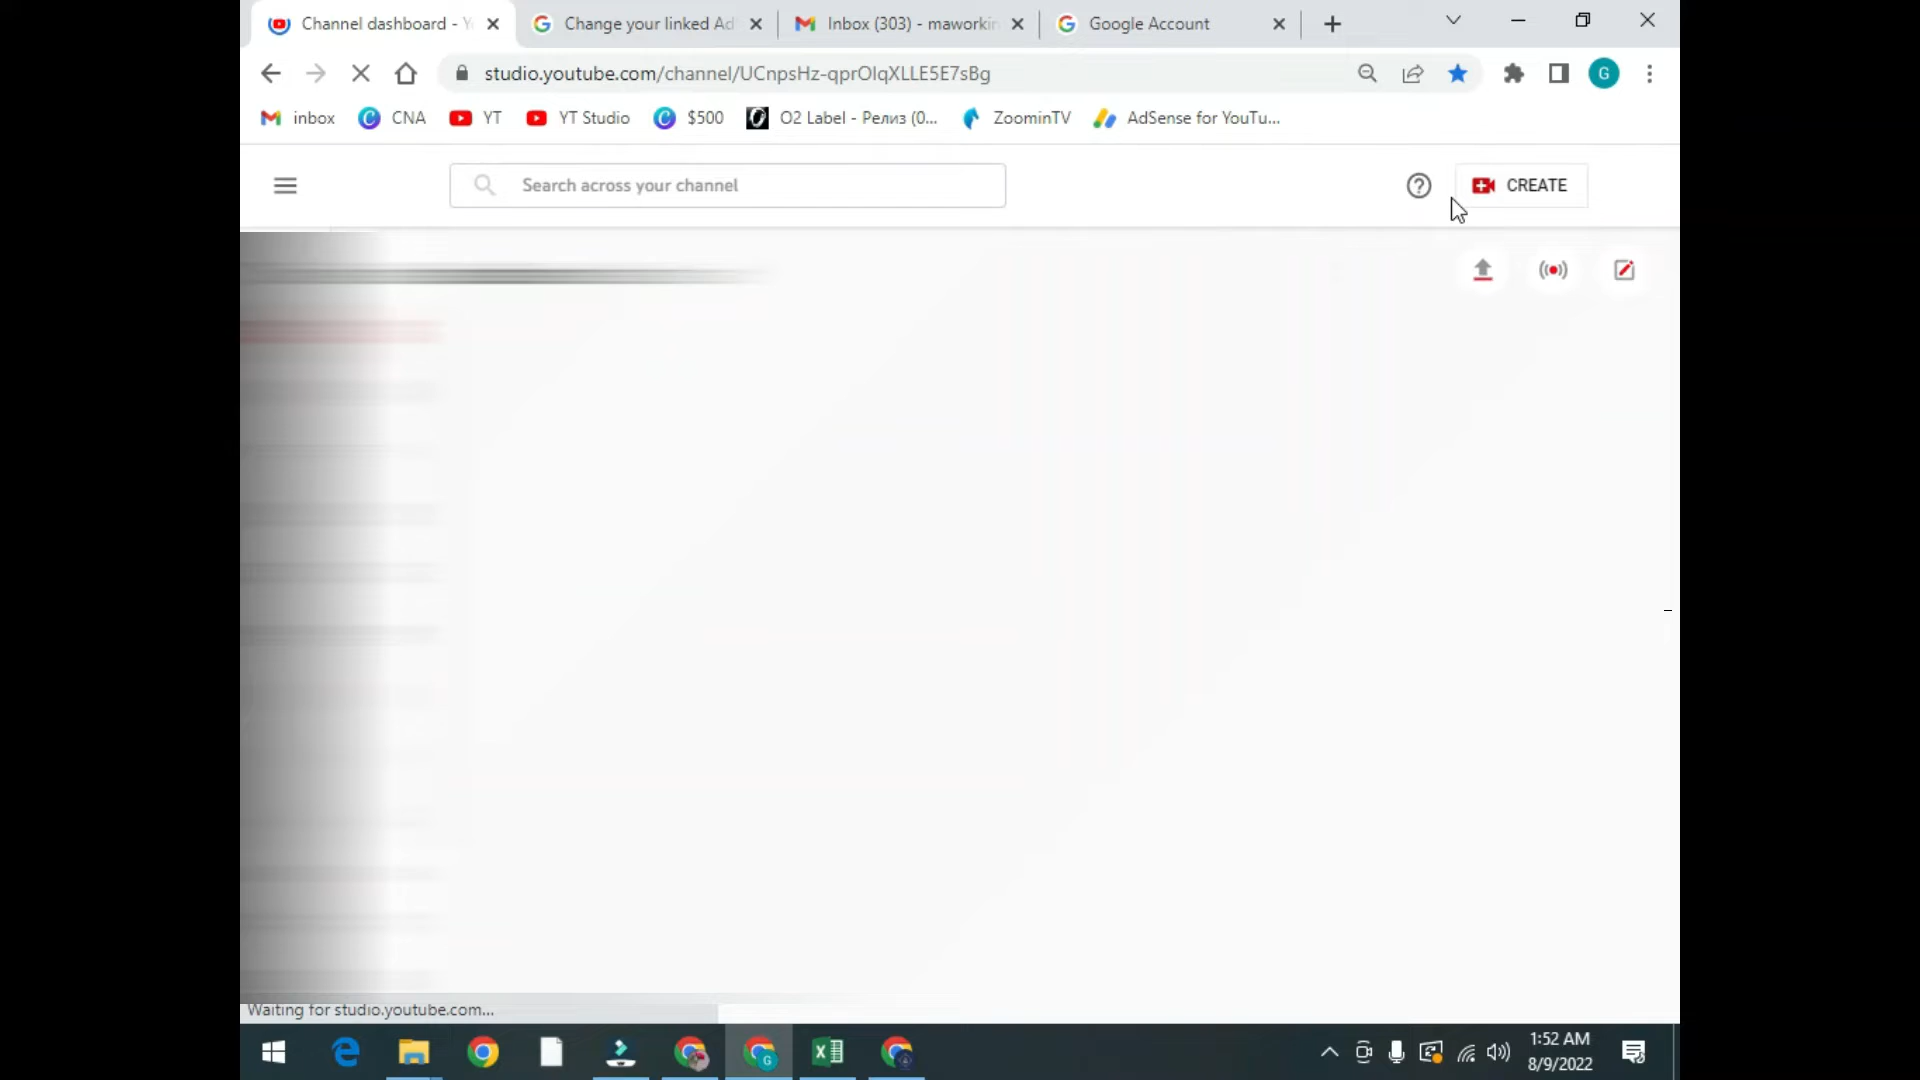 Channel dashboard - Y
Change your linked Ad
Inbox (303) - maworkin
Google Account
studio.youtube.com/channel/UCnpsHz-qprOlqXLLE5E7sBg
G
inbox
CNA
YT
YT Studio
$500
O2 Label - Релиз (0...
ZoominTV
AdSense for YouTu...
Search across your channel
CREATE
Waiting for studio.youtube.com...
1:52 AM
8/9/2022